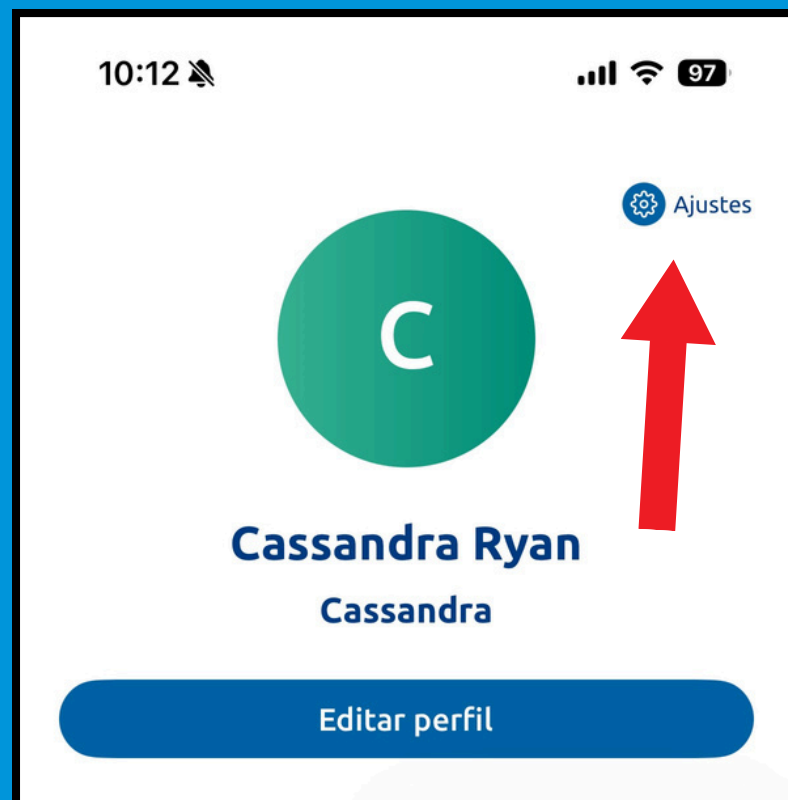 10:12
97
Ajustes
C
Cassandra Ryan
Cassandra
Editar perfil